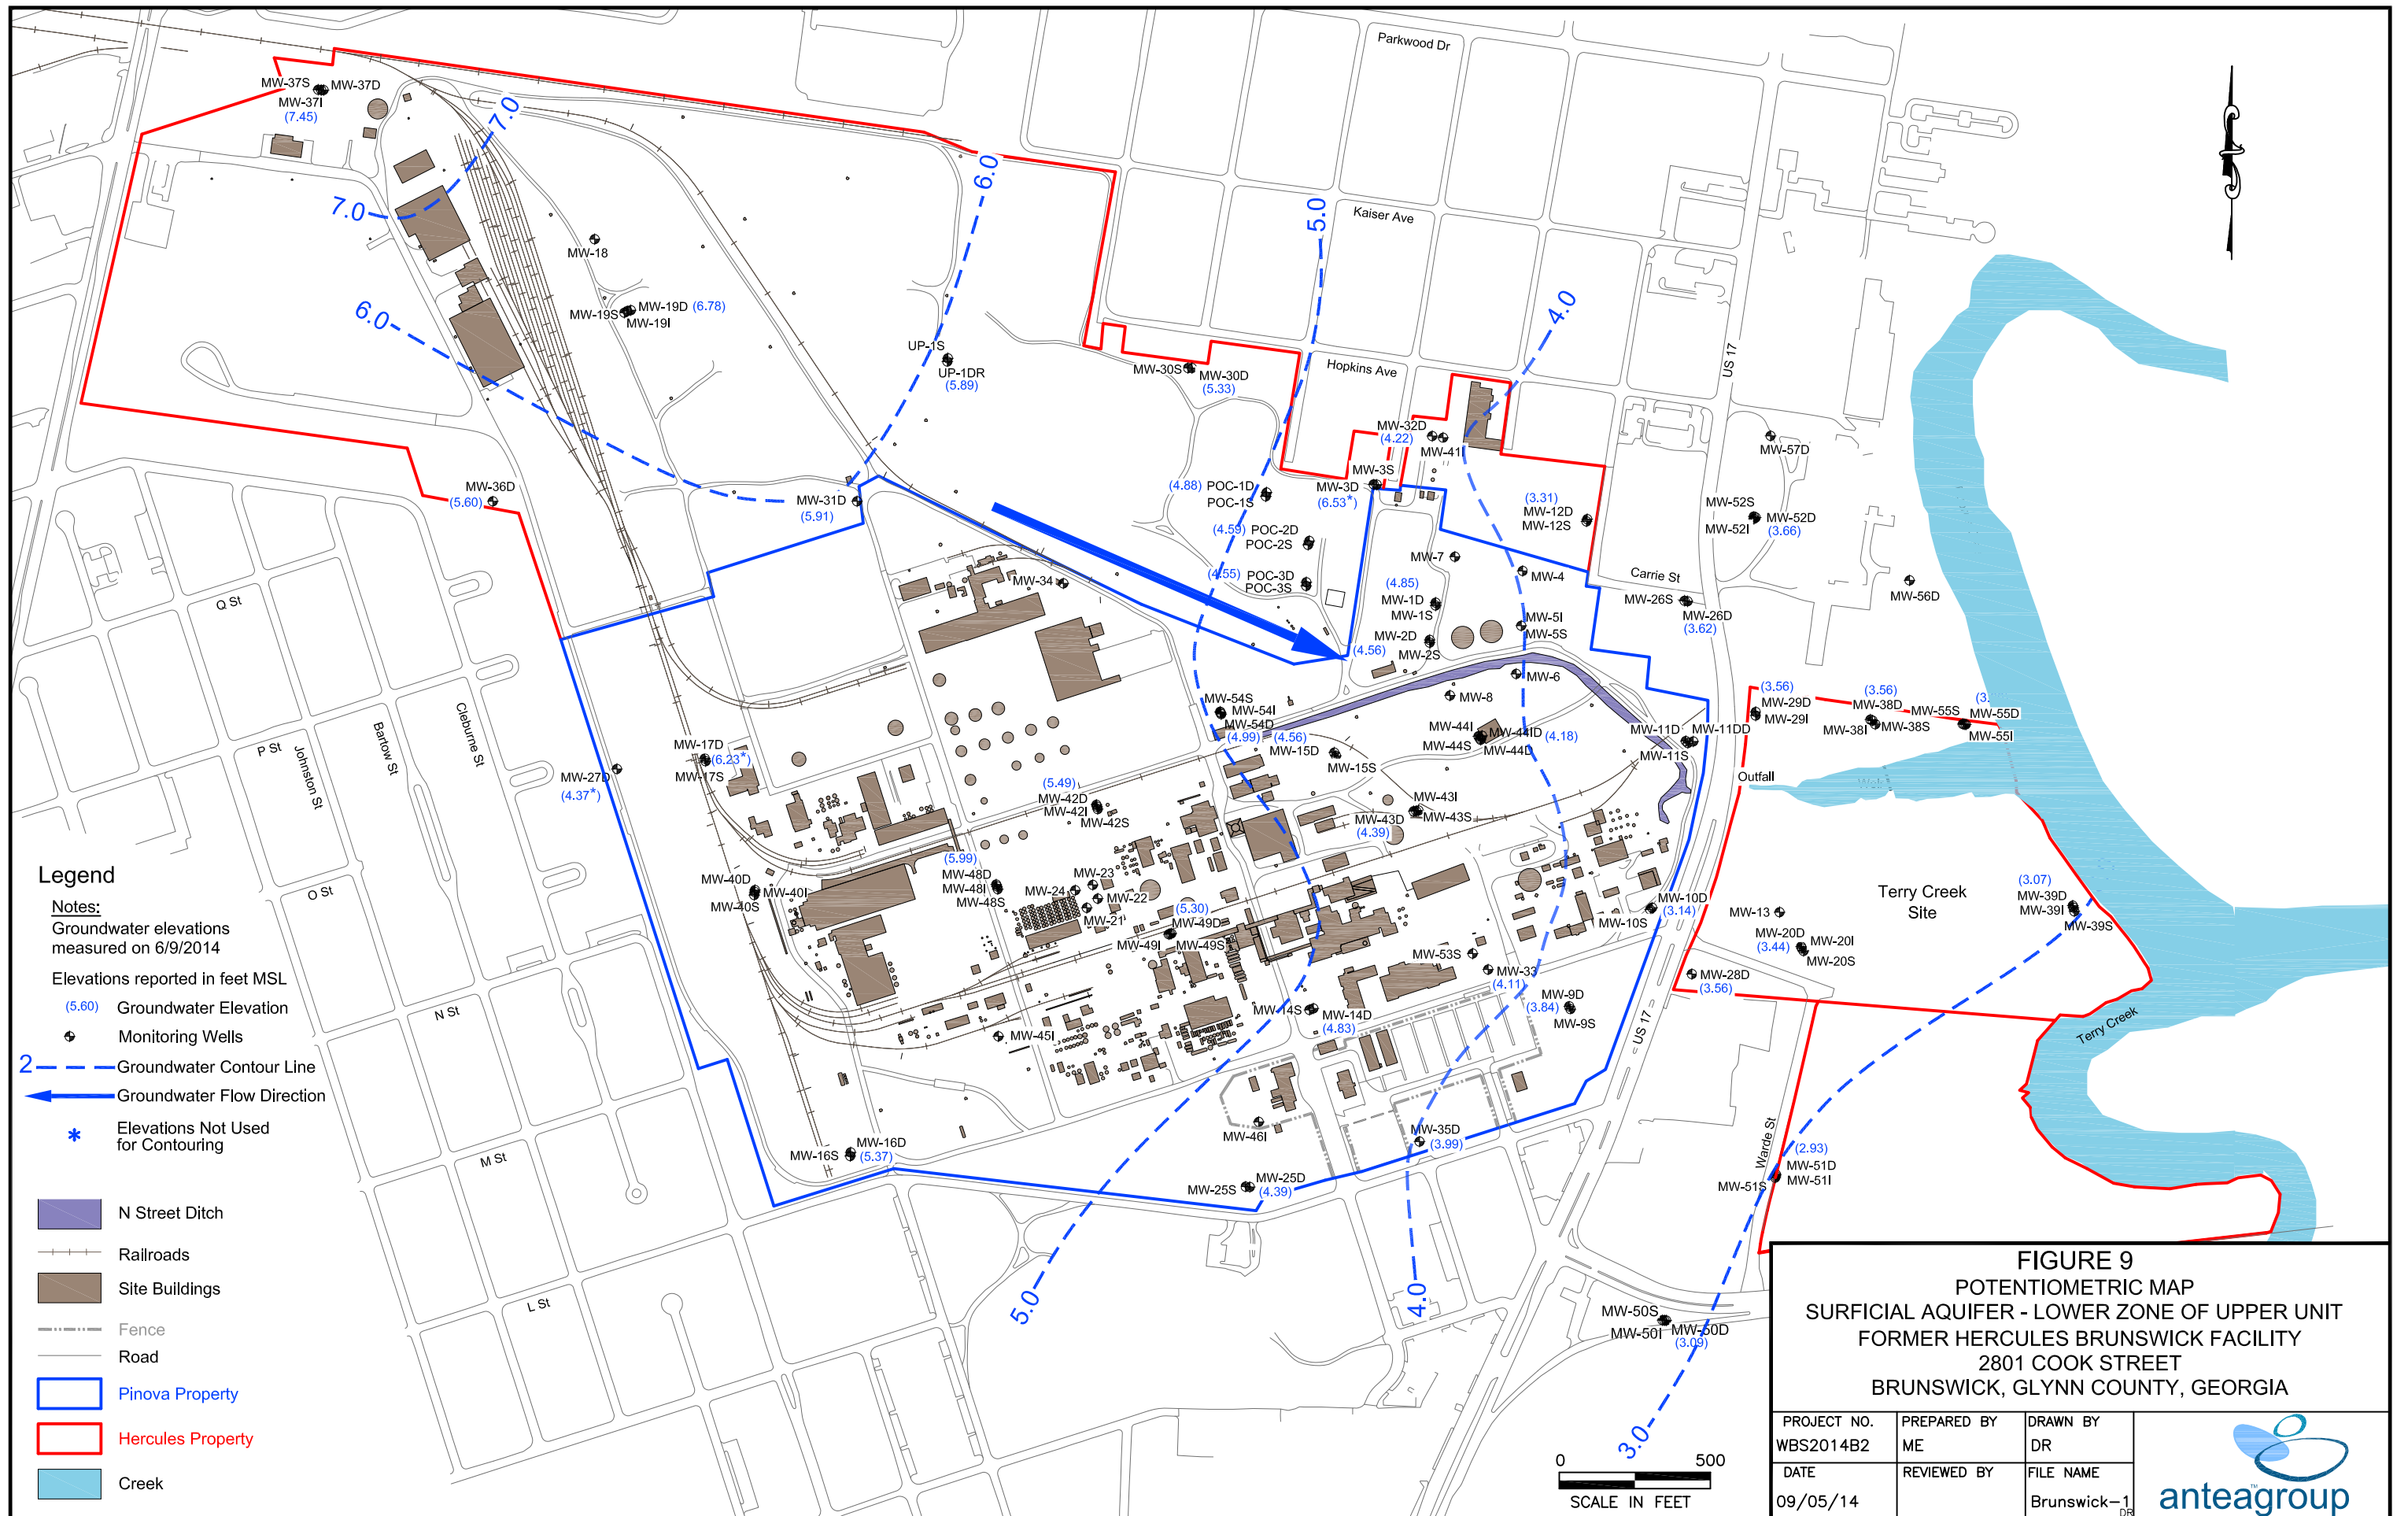 Parkwood Dr
MW-37S
MW-37D
MW-37I
(7.45)
7.0
7.0
6.0
6.0
5.0
Kaiser Ave
MW-18
MW-19S
MW-19D (6.78)
MW-19I
UP-1S
UP-1DR
(5.89)
MW-30S
MW-30D
(5.33)
Hopkins Ave
4.0
US 17
MW-32D
(4.22)
MW-41I
MW-57D
MW-36D
(5.60)
MW-31D
(5.91)
(4.88) POC-1D
POC-1S
MW-3S
MW-3D
(6.53*)
(3.31)
MW-12D
MW-12S
MW-52S
MW-52I
MW-52D
(3.66)
(4.59)
POC-2D
POC-2S
MW-7
MW-4
Carrie St
MW-34
(4.55)
POC-3D
POC-3S
(4.85)
MW-1D
MW-1S
MW-26S
MW-26D
(3.62)
MW-56D
MW-5I
MW-5S
MW-2D
MW-2S
(4.56)
Q St
P St
Johnston St
Bartow St
Cleburne St
MW-6
MW-8
MW-54S
MW-54I
MW-54D
(4.99)
(4.56)
MW-15D
MW-15S
MW-44I
MW-44S
MW-44ID
MW-44D
(4.18)
MW-11D
MW-11DD
MW-11S
(3.56)
MW-29D
MW-29I
(3.56)
MW-38D
MW-38I
MW-38S
MW-55S
(3.
MW-55D
MW-55I
Outfall
Weir
MW-17D
(6.23*)
MW-17S
MW-27D
(4.37*)
(5.49)
MW-42D
MW-42I
MW-42S
MW-43I
MW-43D
MW-43S
(4.39)
(5.99)
MW-48D
MW-48I
MW-48S
MW-40D
MW-40I
MW-40S
MW-24
MW-23
MW-22
MW-21
(5.30)
MW-49D
MW-49I
MW-49S
MW-10D
(3.14)
MW-10S
MW-13
MW-20D
(3.44)
MW-20I
MW-20S
Terry Creek
Site
(3.07)
MW-39D
MW-39I
MW-39S
MW-53S
MW-33
(4.11)
MW-28D
(3.56)
MW-9D
(3.84)
MW-9S
MW-14S
MW-14D
(4.83)
MW-45I
US 17
Terry Creek
O St
N St
M St
L St
MW-46I
MW-35D
(3.99)
MW-16D
MW-16S
(5.37)
MW-25D
MW-25S
(4.39)
Warde St
(2.93)
MW-51D
MW-51S
MW-51I
MW-50S
MW-50I
MW-50D
(3.09)
5.0
4.0
3.0
Legend
Notes:
Groundwater elevations
measured on 6/9/2014
Elevations reported in feet MSL
(5.60) Groundwater Elevation
Monitoring Wells
2 Groundwater Contour Line
Groundwater Flow Direction
* Elevations Not Used
for Contouring
N Street Ditch
Railroads
Site Buildings
Fence
Road
Pinova Property
Hercules Property
Creek
0 500
SCALE IN FEET
FIGURE 9
POTENTIOMETRIC MAP
SURFICIAL AQUIFER - LOWER ZONE OF UPPER UNIT
FORMER HERCULES BRUNSWICK FACILITY
2801 COOK STREET
BRUNSWICK, GLYNN COUNTY, GEORGIA
PROJECT NO.
WBS2014B2
PREPARED BY
ME
DRAWN BY
DR
DATE
09/05/14
REVIEWED BY
FILE NAME
Brunswick-1
DR
anteagroup